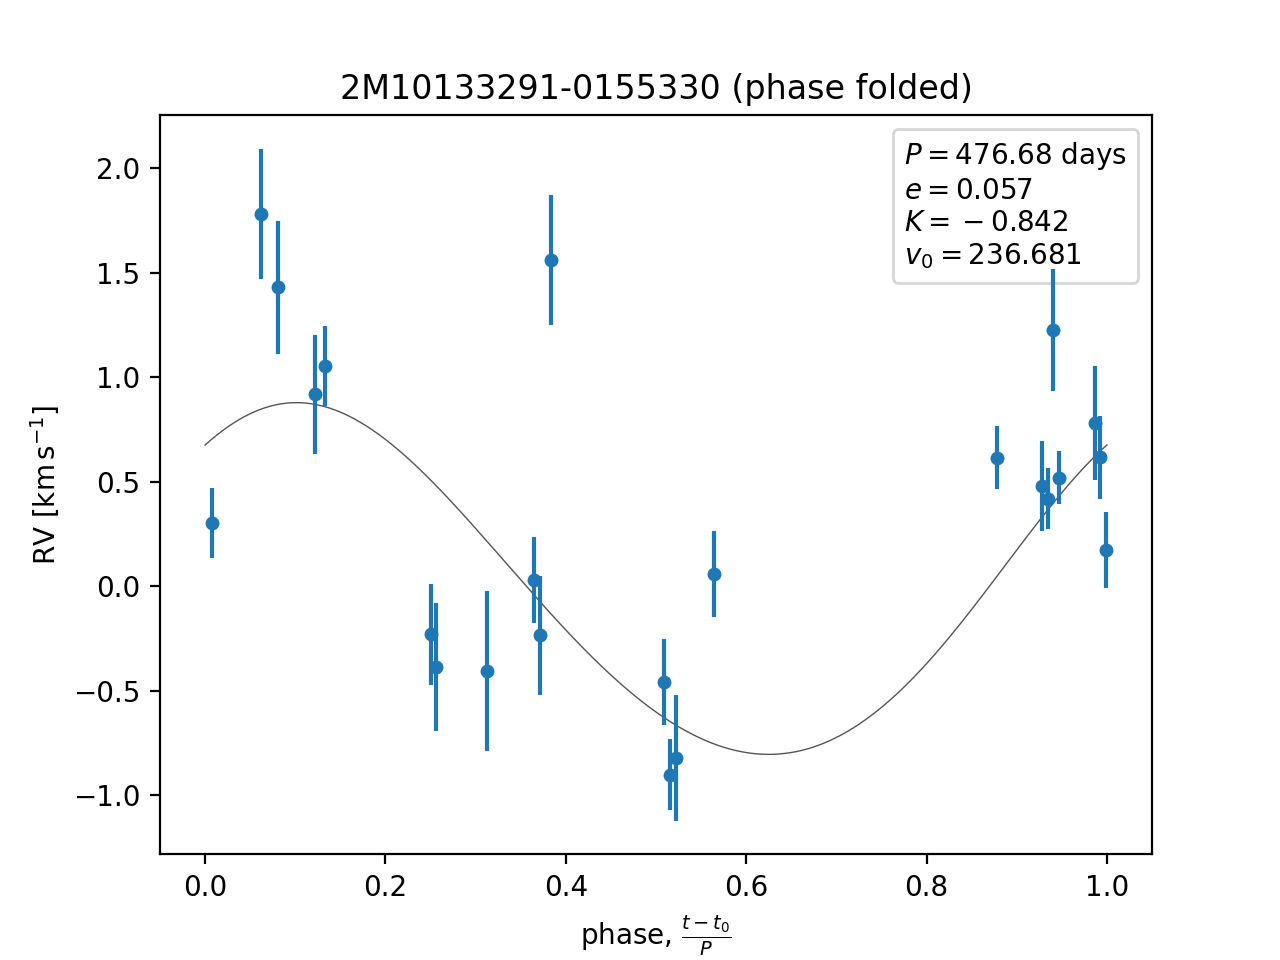 2M10133291-0155330 (phase folded)
P = 476.68 days
e = 0.057
K = −0.842
v₀ = 236.681
2.0
1.5
1.0
0.5
0.0
−0.5
−1.0
RV [km s⁻¹]
0.0 0.2 0.4 0.6 0.8 1.0
phase, (t − t₀)/P